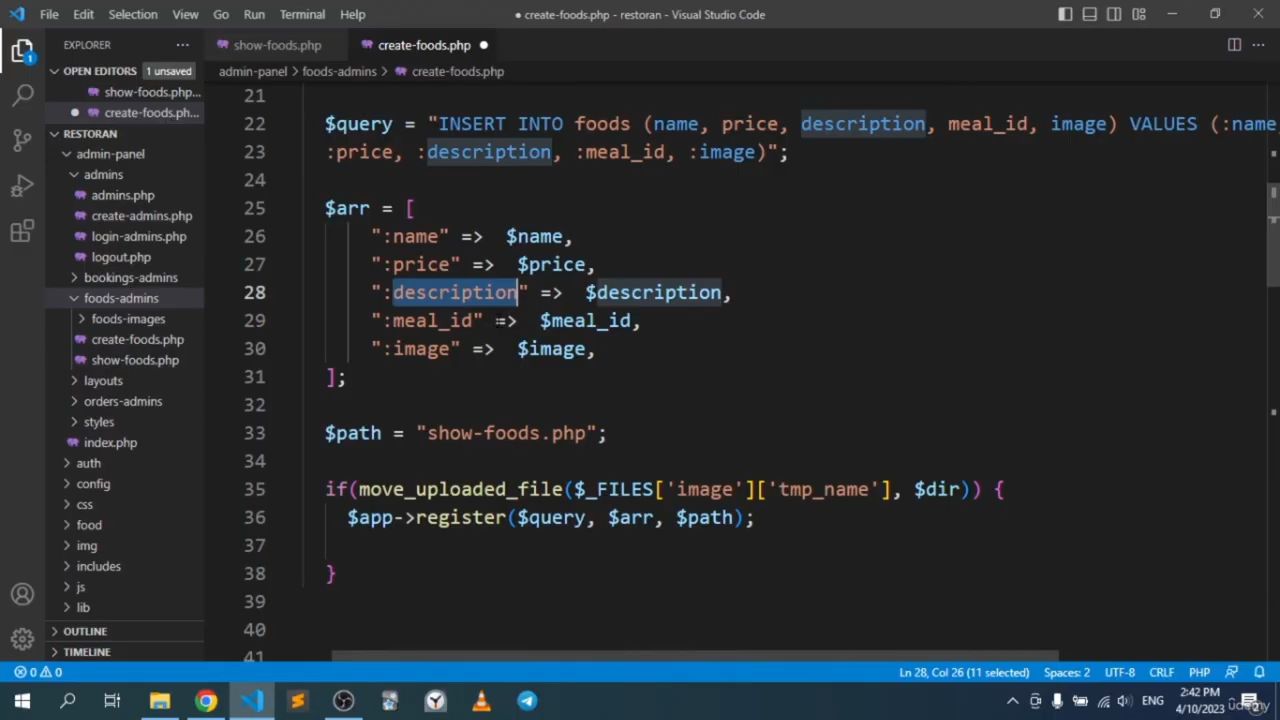 File Edit Selection View Go Run Terminal Help
● create-foods.php - restoran - Visual Studio Code
EXPLORER
show-foods.php
create-foods.php
OPEN EDITORS 1 unsaved
admin-panel > foods-admins > create-foods.php
show-foods.php...
create-foods.ph...
RESTORAN
admin-panel
admins
admins.php
create-admins.php
login-admins.php
logout.php
bookings-admins
foods-admins
foods-images
create-foods.php
show-foods.php
layouts
orders-admins
styles
index.php
auth
config
css
food
img
includes
js
lib
OUTLINE
TIMELINE
21
22 $query = "INSERT INTO foods (name, price, description, meal_id, image) VALUES (:name
23 :price, :description, :meal_id, :image)";
24
25 $arr = [
26 ":name" => $name,
27 ":price" => $price,
28 ":description" => $description,
29 ":meal_id" => $meal_id,
30 ":image" => $image,
31 ];
32
33 $path = "show-foods.php";
34
35 if(move_uploaded_file($_FILES['image']['tmp_name'], $dir)) {
36 $app->register($query, $arr, $path);
37
38 }
39
40
41
0 0 Ln 28, Col 26 (11 selected) Spaces: 2 UTF-8 CRLF PHP
ENG 2:42 PM
4/10/2023
udemy
1